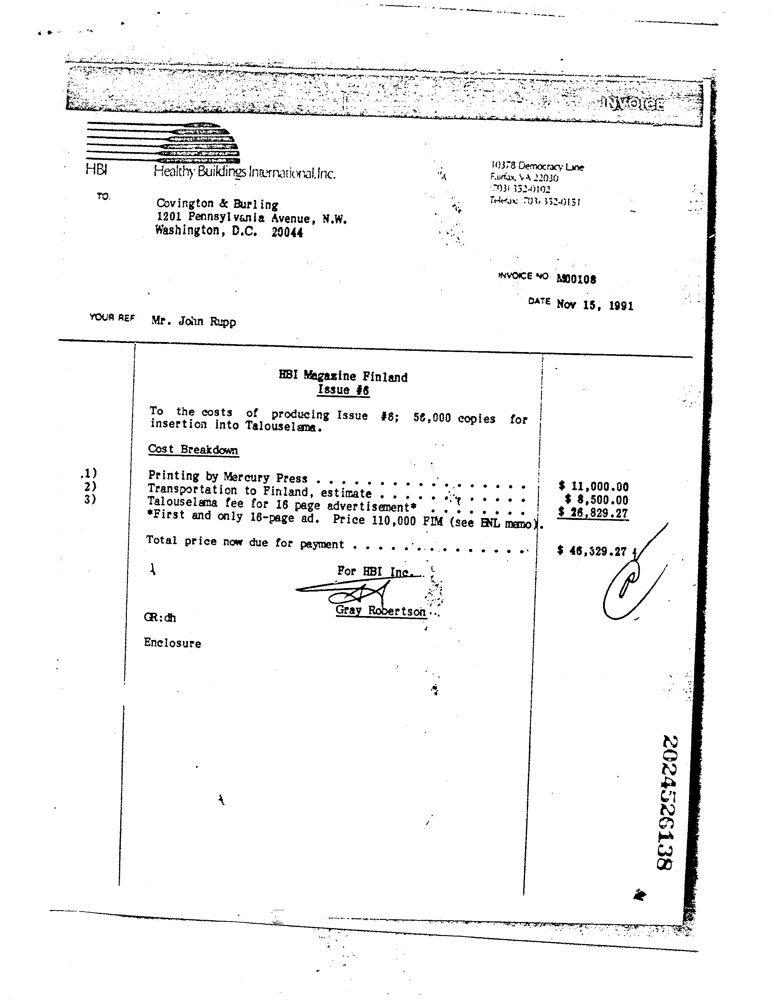 INVOICE
HBI Healthy Buildings International, Inc.
10378 Democracy Lane
Fairfax, VA 22030
(703) 352-0102
Telefax: 703, 352-0151
TO.
Covington & Burling
1201 Pennsylvania Avenue, N.W.
Washington, D.C. 20044
INVOICE NO M00108
DATE Nov 15, 1991
YOUR REF Mr. John Rupp
HBI Magazine Finland
Issue #6
To the costs of producing Issue #6; 56,000 copies for
insertion into Talouselama.
Cost Breakdown
.1) Printing by Mercury Press . . . . . . . . . . . . . . . . $ 11,000.00
2) Transportation to Finland, estimate . . . . . . . . . . . $ 8,500.00
3) Talouselama fee for 16 page advertisement* . . . . . . . . $ 26,829.27
*First and only 16-page ad. Price 110,000 FIM (see BNL memo).
Total price now due for payment . . . . . . . . . . . . . . $ 46,329.27
For HBI Inc.
Gray Robertson
GR:dh
Enclosure
2024526138